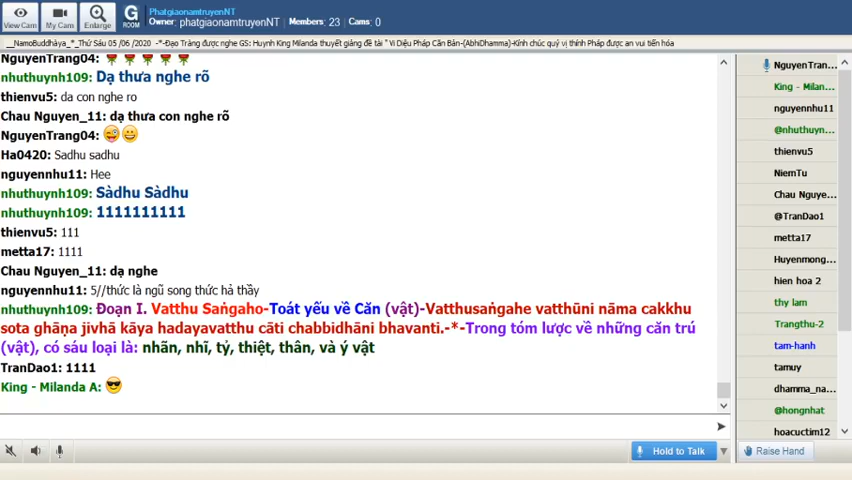 PhatgiaonamtruyenNT
Owner: phatgiaonamtruyenNT Members: 23 Cams: 0
View Cam My Cam Enlarge G ROOM
__NamoBuddhàya_*_Thứ Sáu 05 /06 /2020 -*-Đạo Tràng được nghe GS: Huynh King Milanda thuyết giảng đề tài " Vi Diệu Pháp Căn Bản-(AbhiDhamma)-Kính chúc quý vị thính Pháp được an vui tiến hóa
NguyenTrang04:
nhuthuynh109: Dạ thưa nghe rõ
thienvu5: da con nghe ro
Chau Nguyen_11: dạ thưa con nghe rõ
NguyenTrang04:
Ha0420: Sadhu sadhu
nguyennhu11: Hee
nhuthuynh109: Sàdhu Sàdhu
nhuthuynh109: 1111111111
thienvu5: 111
metta17: 1111
Chau Nguyen_11: dạ nghe
nguyennhu11: 5//thức là ngũ song thức hả thầy
nhuthuynh109: Đoạn I. Vatthu Saṅgaho-Toát yếu về Căn (vật)-Vatthusaṅgahe vatthūni nāma cakkhu
sota ghāṇa jivhā kāya hadayavatthu cāti chabbidhāni bhavanti.-*-Trong tóm lược về những căn trú
(vật), có sáu loại là: nhãn, nhĩ, tỷ, thiệt, thân, và ý vật
TranDao1: 1111
King - Milanda A:
NguyenTran...
King - Milan...
nguyennhu11
@nhuthuyn...
thienvu5
NiemTu
Chau Nguye...
@TranDao1
metta17
Huyenmong...
hien hoa 2
thy lam
Trangthu-2
tam-hanh
tamuy
dhamma_na...
@hongnhat
hoacuctim12
Hold to Talk
Raise Hand